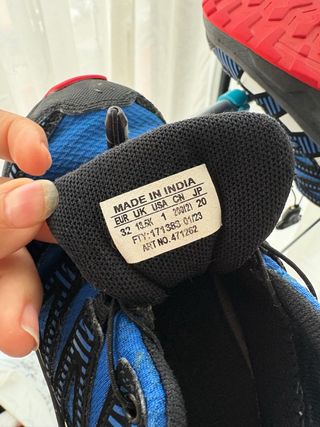 MADE IN INDIA
EUR UK USA CN JP
32 13.5K 1 200(31) 20
FTY:171383 01/23
ART NO.471262